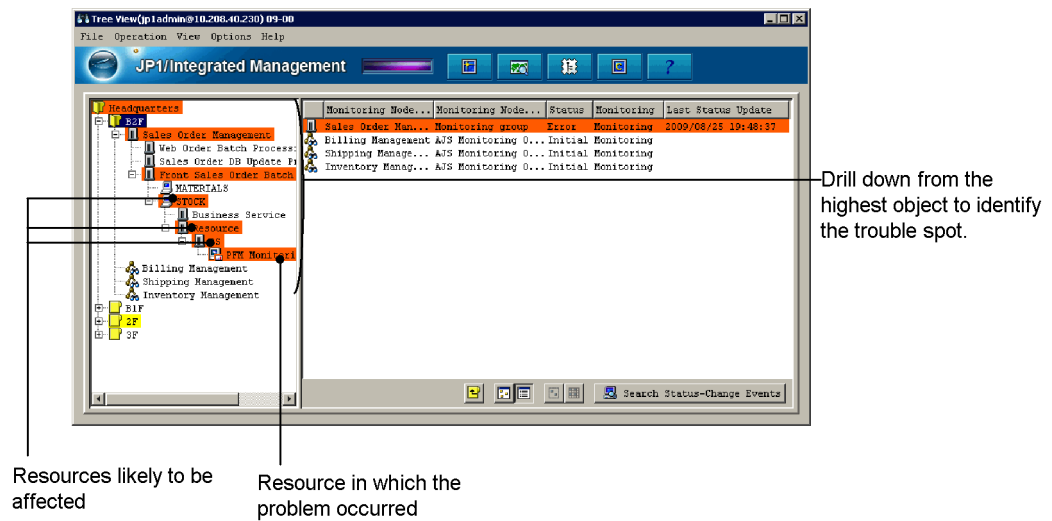 Tree View(jp1admin@10.208.40.230) 09-00
File Operation View Options Help
JP1/Integrated Management
?
Headquarters
B2F
Sales Order Management
Web Order Batch Process
Sales Order DB Update P
Front Sales Order Batch
MATERIALS
STOCK
Business Service
Resource
PFM Monitori
Billing Management
Shipping Management
Inventory Management
B1F
2F
3F
Monitoring Node... Monitoring Node... Status Monitoring Last Status Update
Sales Order Man... Monitoring group Error Monitoring 2009/08/25 19:48:37
Billing Management AJS Monitoring O... Initial Monitoring
Shipping Manage... AJS Monitoring O... Initial Monitoring
Inventory Manag... AJS Monitoring O... Initial Monitoring
Search Status-Change Events
Drill down from the
highest object to identify
the trouble spot.
Resources likely to be
affected
Resource in which the
problem occurred